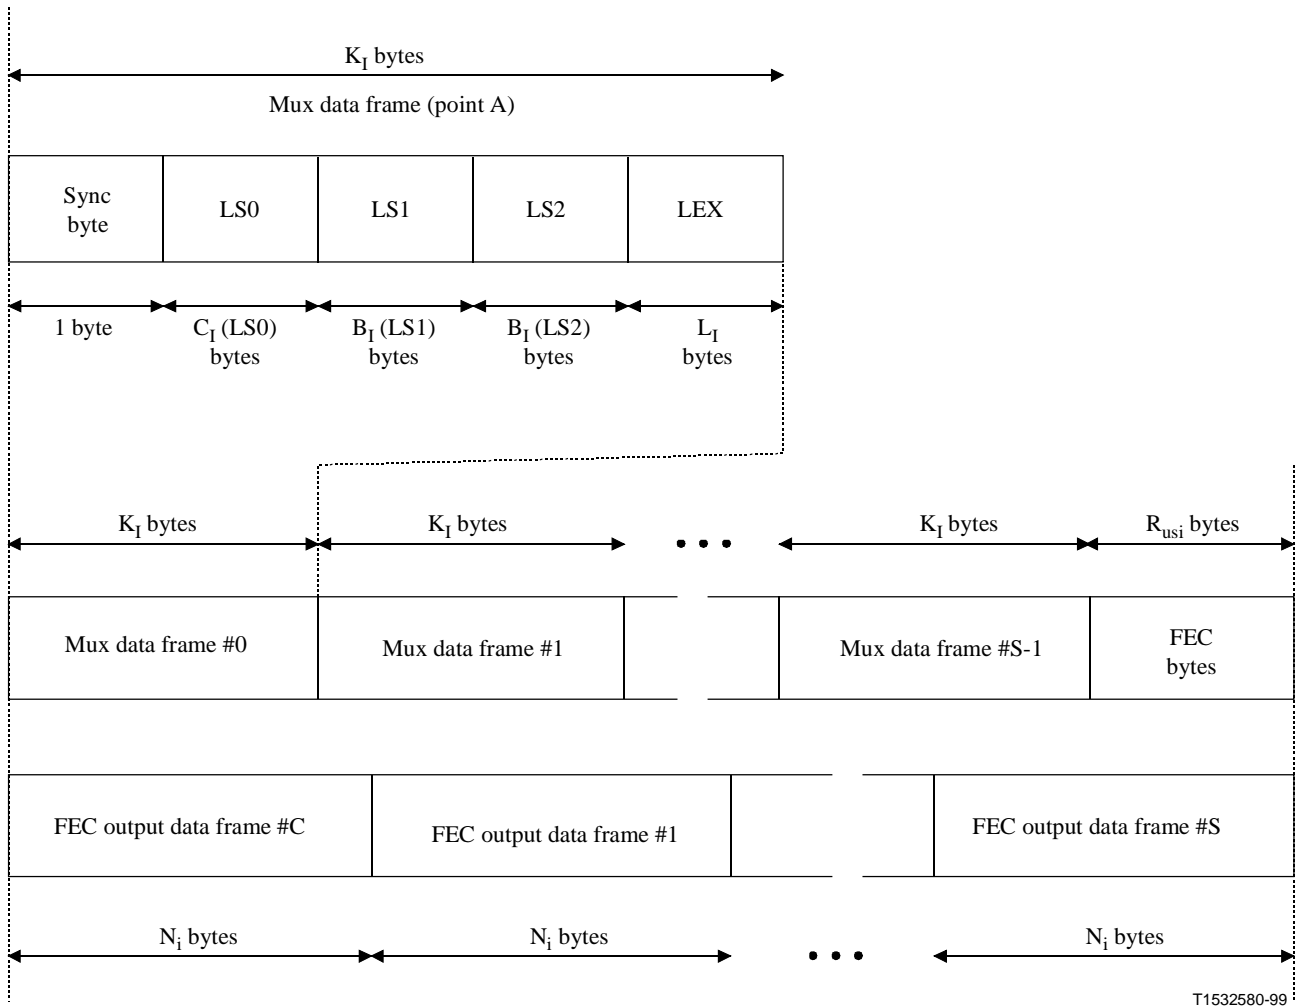 K_I bytes
Mux data frame (point A)
Sync
byte
LS0
LS1
LS2
LEX
1 byte
C_I (LS0)
bytes
B_I (LS1)
bytes
B_I (LS2)
bytes
L_I
bytes
K_I bytes
K_I bytes
• • •
K_I bytes
R_usi bytes
Mux data frame #0
Mux data frame #1
Mux data frame #S-1
FEC
bytes
FEC output data frame #C
FEC output data frame #1
FEC output data frame #S
N_i bytes
N_i bytes
• • •
N_i bytes
T1532580-99